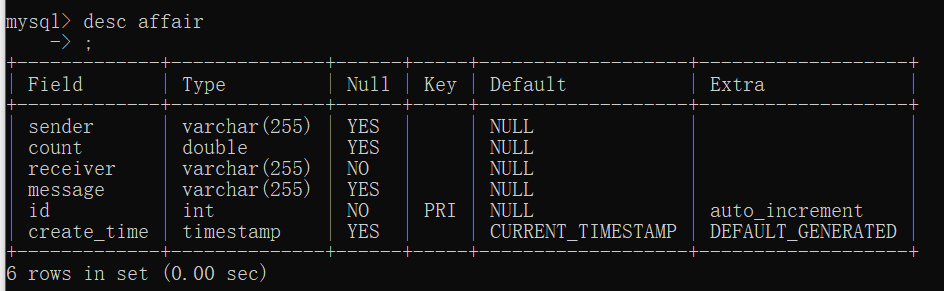 mysql> desc affair
    -> ;
+-------------+--------------+------+-----+-------------------+-------------------+
| Field       | Type         | Null | Key | Default           | Extra             |
+-------------+--------------+------+-----+-------------------+-------------------+
| sender      | varchar(255) | YES  |     | NULL              |                   |
| count       | double       | YES  |     | NULL              |                   |
| receiver    | varchar(255) | NO   |     | NULL              |                   |
| message     | varchar(255) | YES  |     | NULL              |                   |
| id          | int          | NO   | PRI | NULL              | auto_increment    |
| create_time | timestamp    | YES  |     | CURRENT_TIMESTAMP | DEFAULT_GENERATED |
+-------------+--------------+------+-----+-------------------+-------------------+
6 rows in set (0.00 sec)